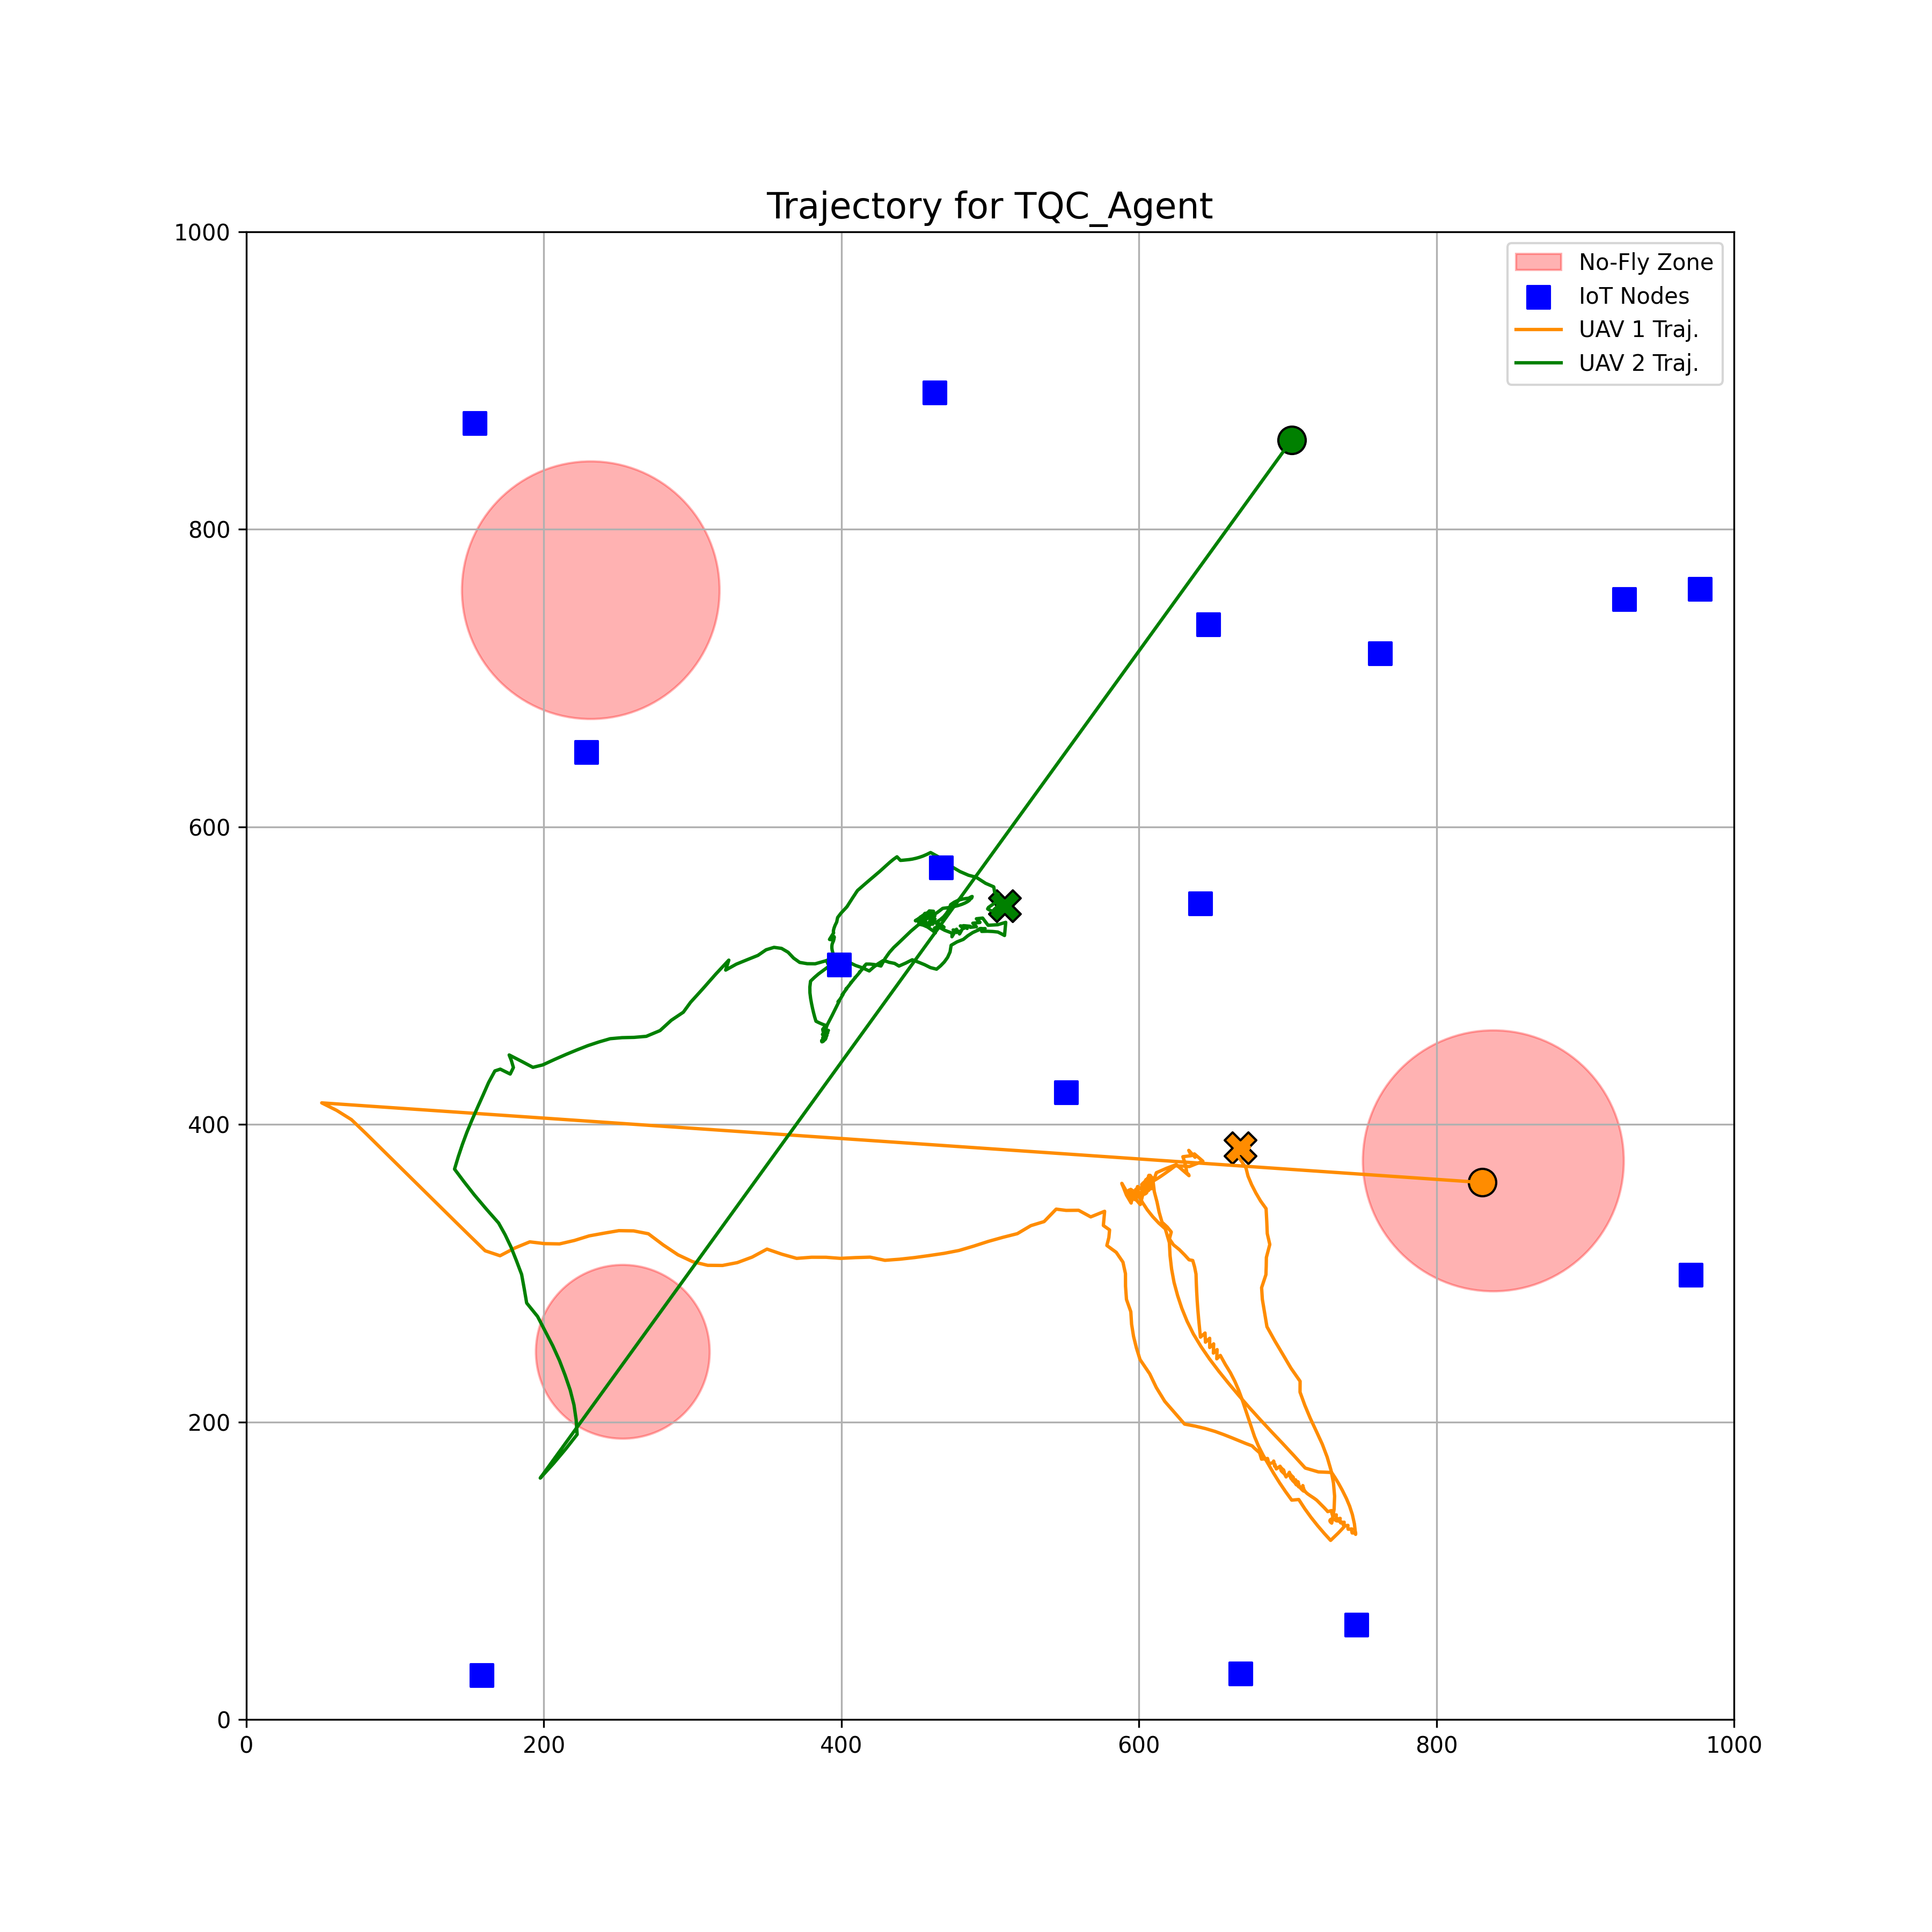 Trajectory for TQC_Agent
1000
800
600
400
200
0
0 200 400 600 800 1000
No-Fly Zone
IoT Nodes
UAV 1 Traj.
UAV 2 Traj.